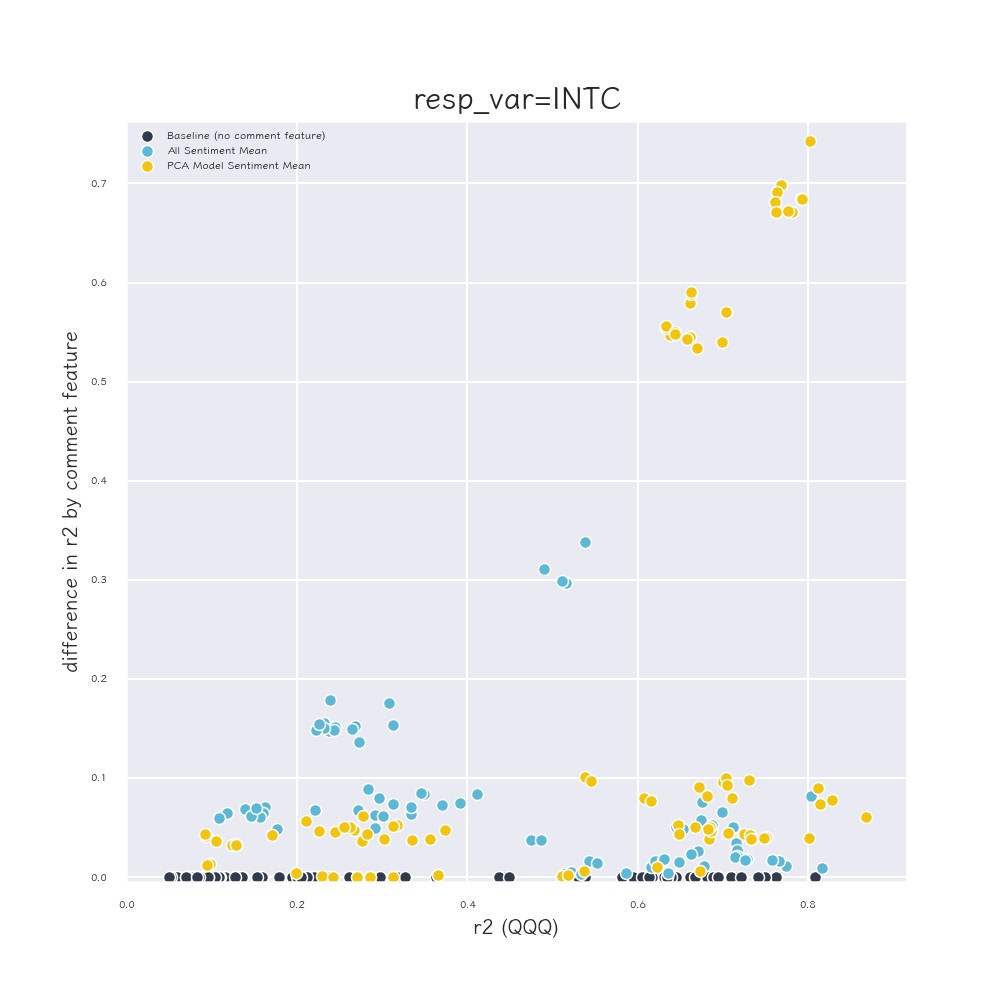 resp_var=INTC
Baseline (no comment feature)
All Sentiment Mean
PCA Model Sentiment Mean
difference in r2 by comment feature
0.7
0.6
0.5
0.4
0.3
0.2
0.1
0.0
0.0 0.2 0.4 0.6 0.8
r2 (QQQ)